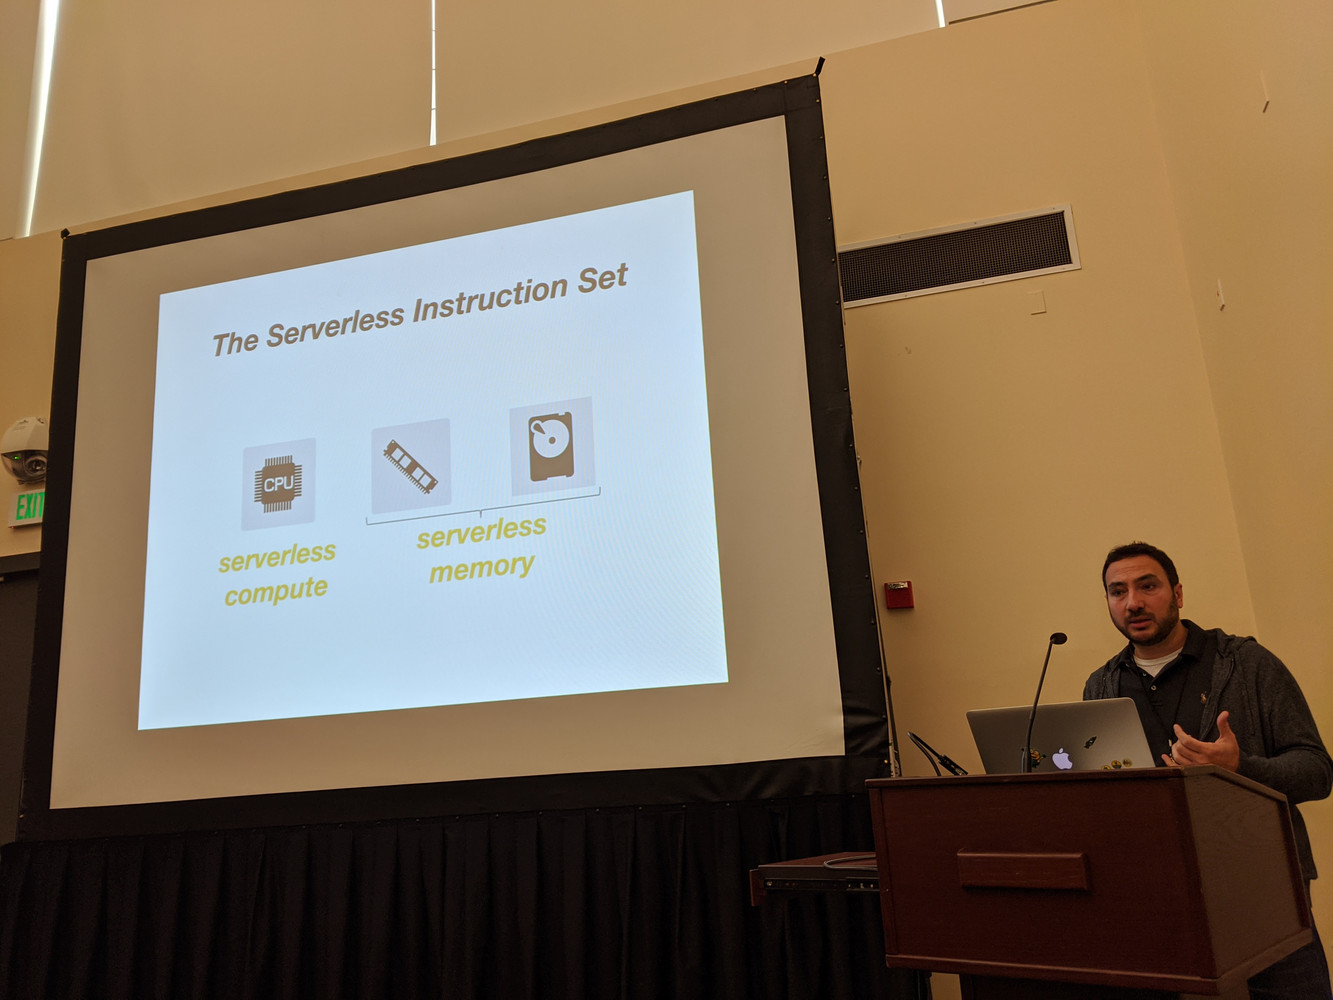 The Serverless Instruction Set
CPU
serverless
compute
serverless
memory
EXIT